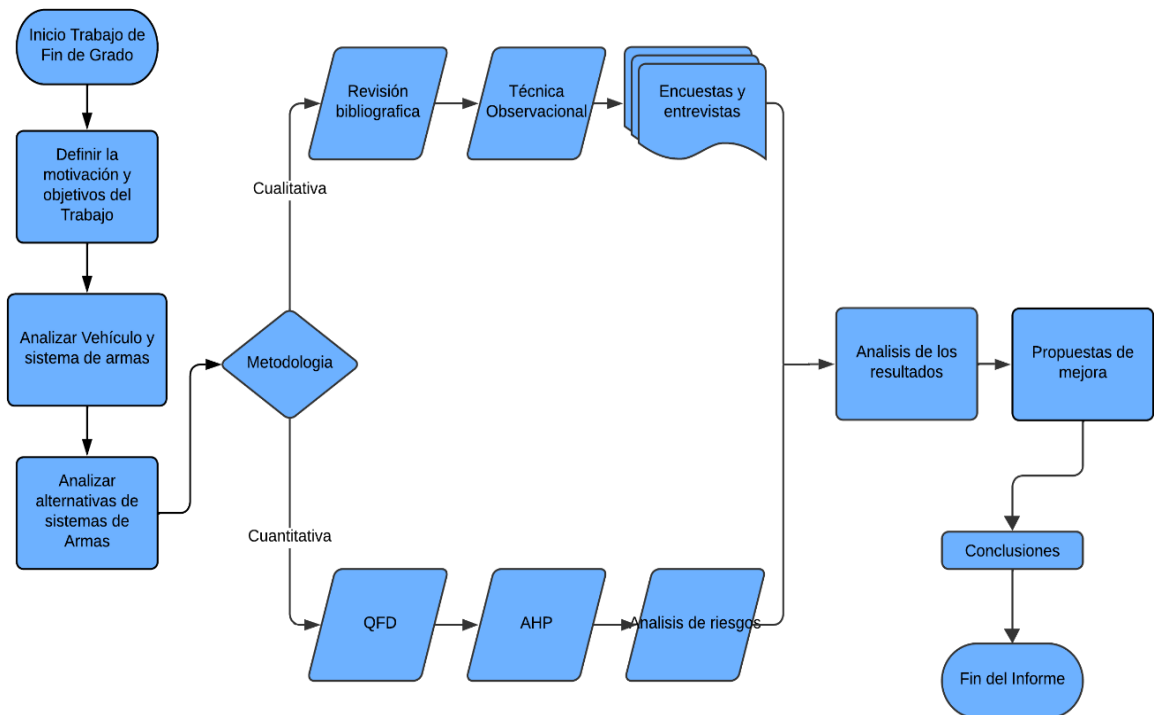 Inicio Trabajo de
Fin de Grado
Definir la
motivación y
objetivos del
Trabajo
Analizar Vehículo y
sistema de armas
Analizar
alternativas de
sistemas de
Armas
Metodologia
Cualitativa
Revisión
bibliografica
Técnica
Observacional
Encuestas y
entrevistas
Cuantitativa
QFD
AHP
Analisis de riesgos
Analisis de los
resultados
Propuestas de
mejora
Conclusiones
Fin del Informe